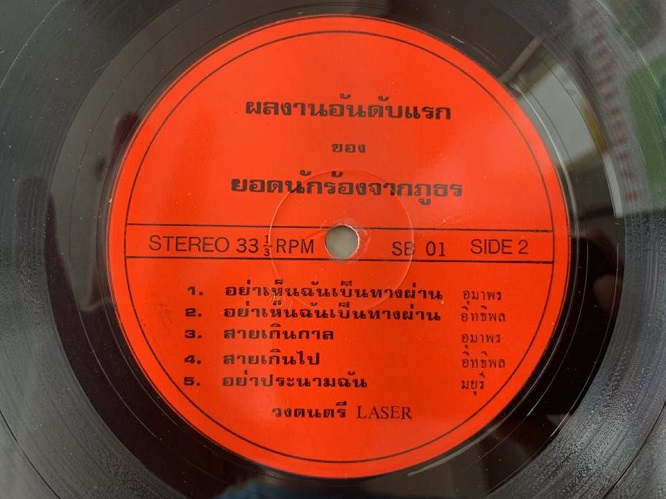 ผลงานอันดับแรก
ของ
ยอดนักร้องจากภูธร
STEREO 33 1/3 RPM SB 01 SIDE 2
1. อย่าเห็นฉันเป็นทางผ่าน อุมาพร
2. อย่าเห็นฉันเป็นทางผ่าน อิทธิพล
3. สายเกินกาล อุมาพร
4. สายเกินไป อิทธิพล
5. อย่าประนามฉัน มยุรี
วงดนตรี LASER